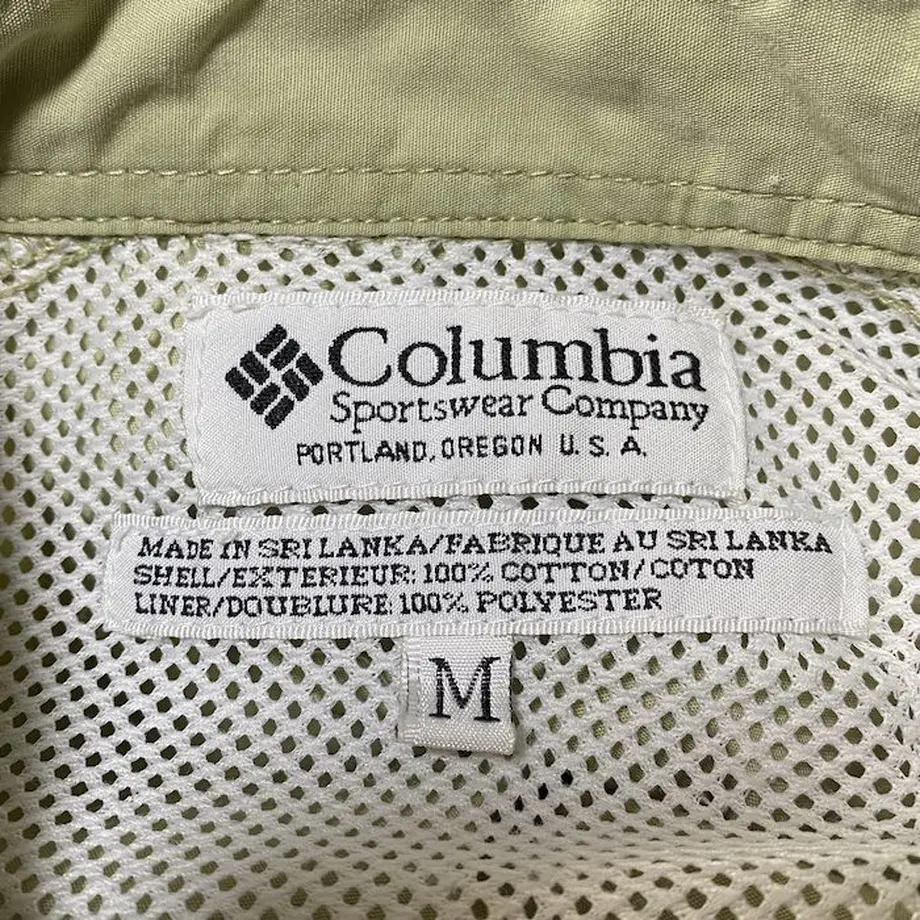 Columbia
Sportswear Company
PORTLAND, OREGON U.S.A.
MADE IN SRI LANKA/FABRIQUE AU SRI LANKA
SHELL/EXTERIEUR: 100% COTTON/COTON
LINER/DOUBLURE: 100% POLYESTER
M